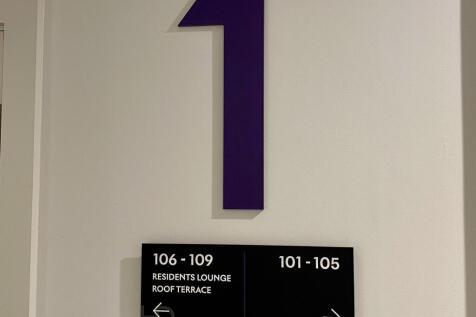 1
106 - 109
RESIDENTS LOUNGE
ROOF TERRACE
101 - 105